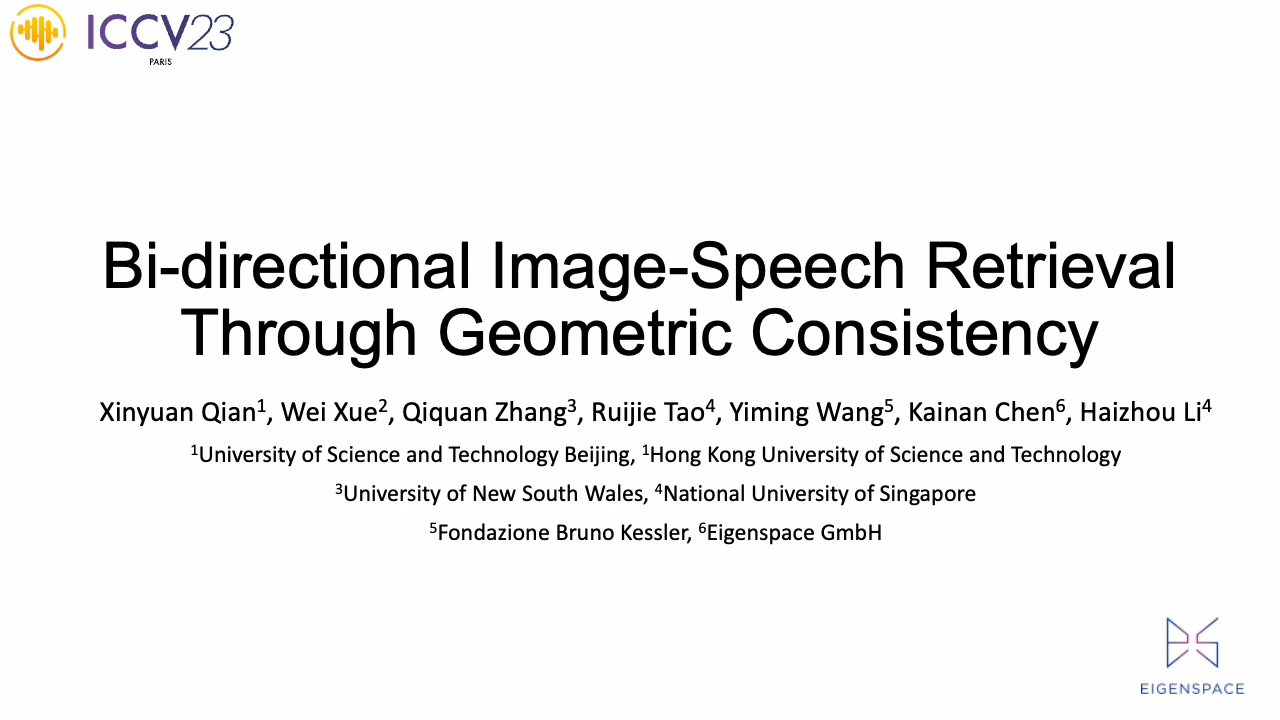 ICCV23
PARIS
Bi-directional Image-Speech Retrieval
Through Geometric Consistency
Xinyuan Qian¹, Wei Xue², Qiquan Zhang³, Ruijie Tao⁴, Yiming Wang⁵, Kainan Chen⁶, Haizhou Li⁴
¹University of Science and Technology Beijing, ¹Hong Kong University of Science and Technology
³University of New South Wales, ⁴National University of Singapore
⁵Fondazione Bruno Kessler, ⁶Eigenspace GmbH
EIGENSPACE